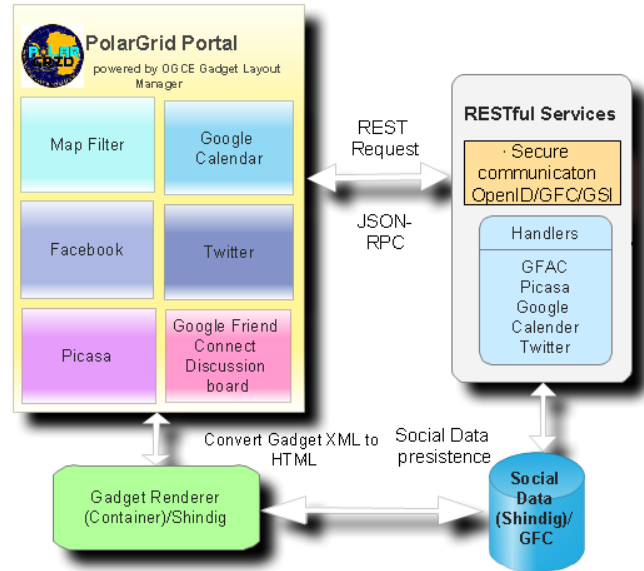 POLAR
GRID
PolarGrid Portal
powered by OGCE Gadget Layout
Manager
Map Filter
Google
Calendar
Facebook
Twitter
Picasa
Google Friend
Connect
Discussion
board
REST
Request
JSON-
RPC
RESTful Services
· Secure
communicaton
OpenID/GFC/GSI
Handlers
GFAC
Picasa
Google
Calender
Twitter
Convert Gadget XML to
HTML
Social Data
presistence
Gadget Renderer
(Container)/Shindig
Social
Data
(Shindig)/
GFC